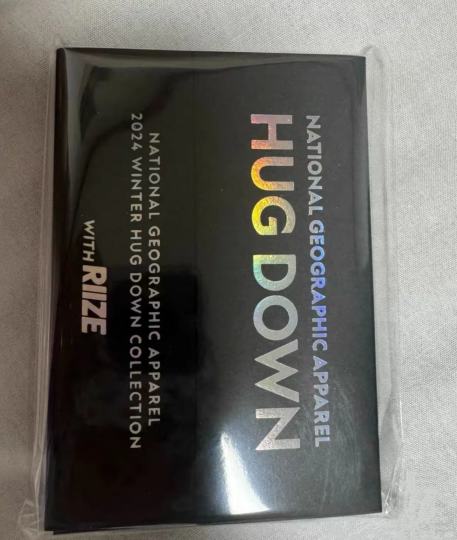 NATIONAL GEOGRAPHIC APPAREL
HUG DOWN
NATIONAL GEOGRAPHIC APPAREL
2024 WINTER HUG DOWN COLLECTION
WITH RIIZE